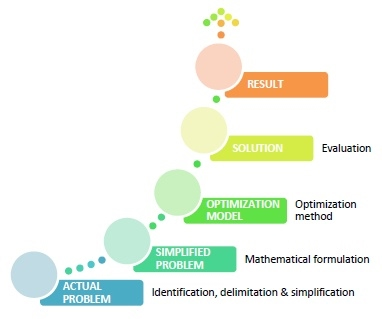 RESULT
SOLUTION
Evaluation
OPTIMIZATION
MODEL
Optimization
method
SIMPLIFIED
PROBLEM
Mathematical formulation
ACTUAL
PROBLEM
Identification, delimitation & simplification